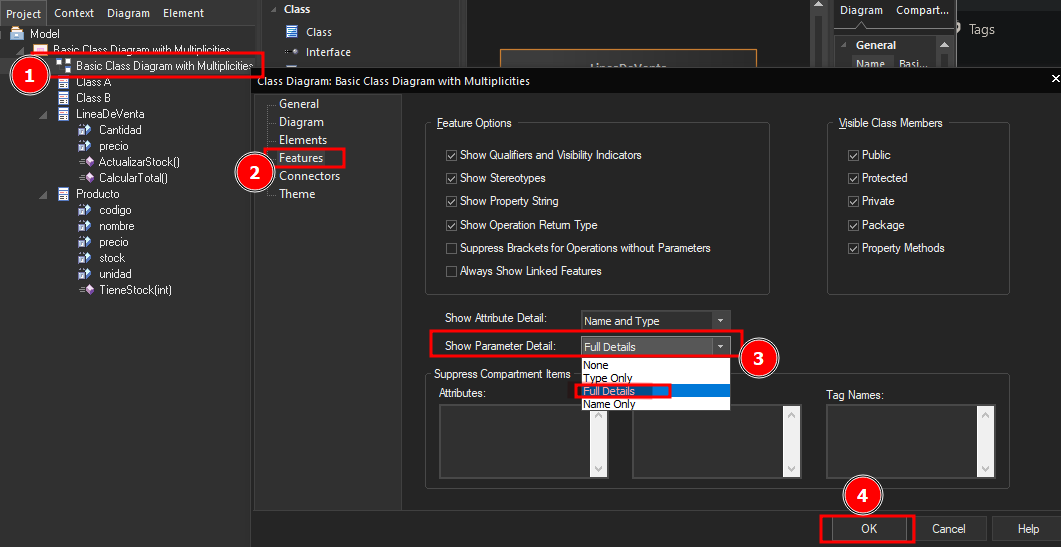 Project
Context
Diagram
Element
Model
Basic Class Diagram with Multiplicities
Basic Class Diagram with Multiplicities
Class A
Class B
LineaDeVenta
Cantidad
precio
ActualizarStock()
CalcularTotal()
Producto
codigo
nombre
precio
stock
unidad
TieneStock(int)
1
Class
Class
Interface
LineaDeVenta
Diagram
Compart...
General
Name
Basi...
Tags
Class Diagram: Basic Class Diagram with Multiplicities
General
Diagram
Elements
Features
Connectors
Theme
2
Feature Options
Show Qualifiers and Visibility Indicators
Show Stereotypes
Show Property String
Show Operation Return Type
Suppress Brackets for Operations without Parameters
Always Show Linked Features
Visible Class Members
Public
Protected
Private
Package
Property Methods
Show Attribute Detail:
Name and Type
Show Parameter Detail:
Full Details
3
None
Type Only
Full Details
Name Only
Suppress Compartment Items
Attributes:
Tag Names:
4
OK
Cancel
Help